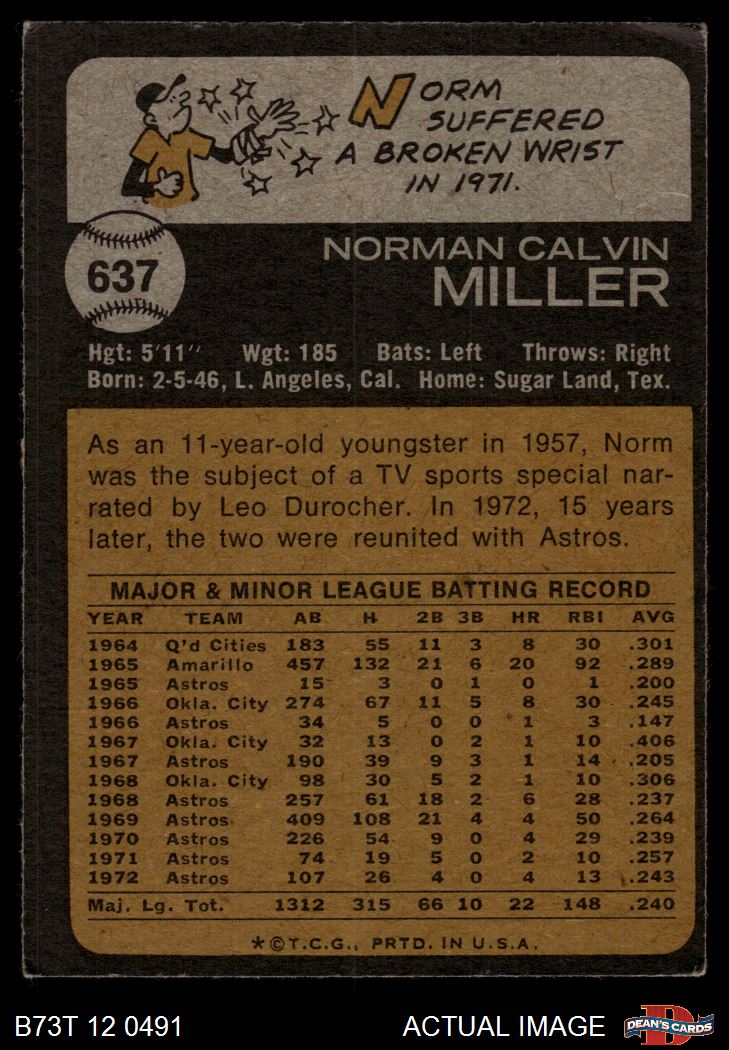 NORM
SUFFERED
A BROKEN WRIST
IN 1971.
637
NORMAN CALVIN
MILLER
Hgt: 5'11" Wgt: 185 Bats: Left Throws: Right
Born: 2-5-46, L. Angeles, Cal. Home: Sugar Land, Tex.
As an 11-year-old youngster in 1957, Norm
was the subject of a TV sports special nar-
rated by Leo Durocher. In 1972, 15 years
later, the two were reunited with Astros.
MAJOR & MINOR LEAGUE BATTING RECORD
YEAR TEAM AB H 2B 3B HR RBI AVG
1964 Q'd Cities 183 55 11 3 8 30 .301
1965 Amarillo 457 132 21 6 20 92 .289
1965 Astros 15 3 0 1 0 1 .200
1966 Okla. City 274 67 11 5 8 30 .245
1966 Astros 34 5 0 0 1 3 .147
1967 Okla. City 32 13 0 2 1 10 .406
1967 Astros 190 39 9 3 1 14 .205
1968 Okla. City 98 30 5 2 1 10 .306
1968 Astros 257 61 18 2 6 28 .237
1969 Astros 409 108 21 4 4 50 .264
1970 Astros 226 54 9 0 4 29 .239
1971 Astros 74 19 5 0 2 10 .257
1972 Astros 107 26 4 0 4 13 .243
Maj. Lg. Tot. 1312 315 66 10 22 148 .240
*©T.C.G., PRTD. IN U.S.A.
B73T 12 0491 ACTUAL IMAGE DEAN'S CARDS